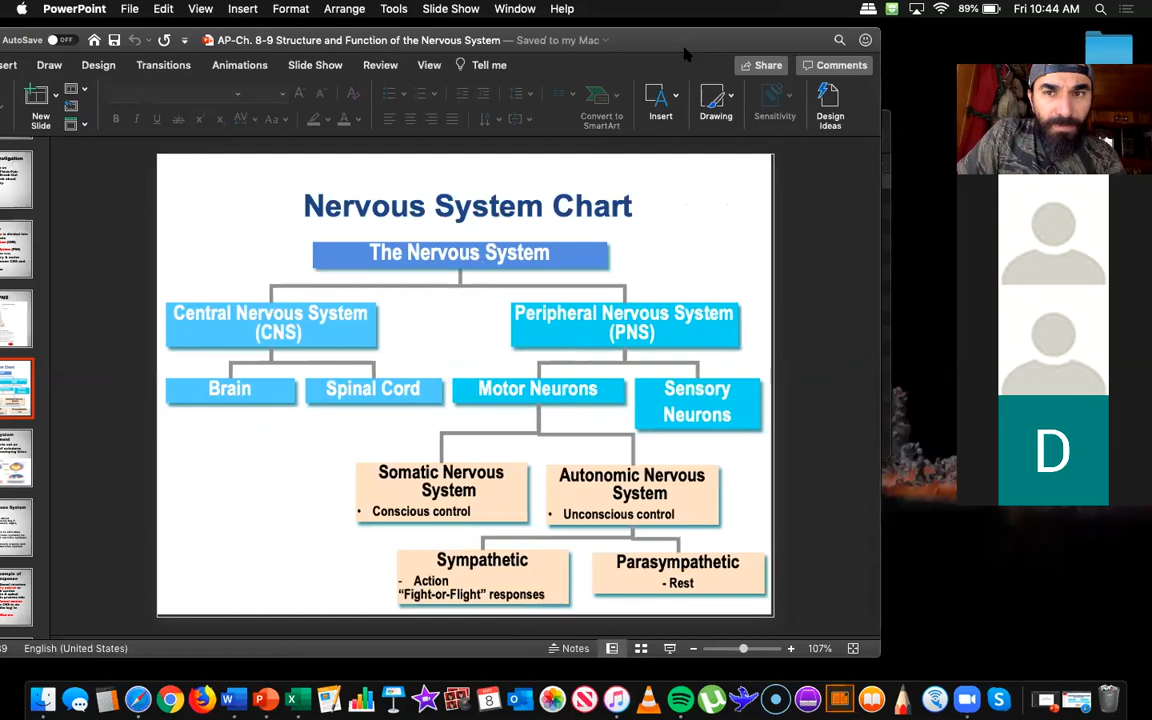 PowerPoint File Edit View Insert Format Arrange Tools Slide Show Window Help 89% Fri 10:44 AM
AutoSave OFF AP-Ch. 8-9 Structure and Function of the Nervous System — Saved to my Mac
sert Draw Design Transitions Animations Slide Show Review View Tell me Share Comments
New
Slide
Convert to
SmartArt
Insert
Drawing
Sensitivity
Design
Ideas
Nervous System Chart
The Nervous System
Central Nervous System
(CNS)
Peripheral Nervous System
(PNS)
Brain
Spinal Cord
Motor Neurons
Sensory
Neurons
Somatic Nervous
System
• Conscious control
Autonomic Nervous
System
• Unconscious control
Sympathetic
- Action
“Fight-or-Flight” responses
Parasympathetic
- Rest
D
39 English (United States) Notes 107%